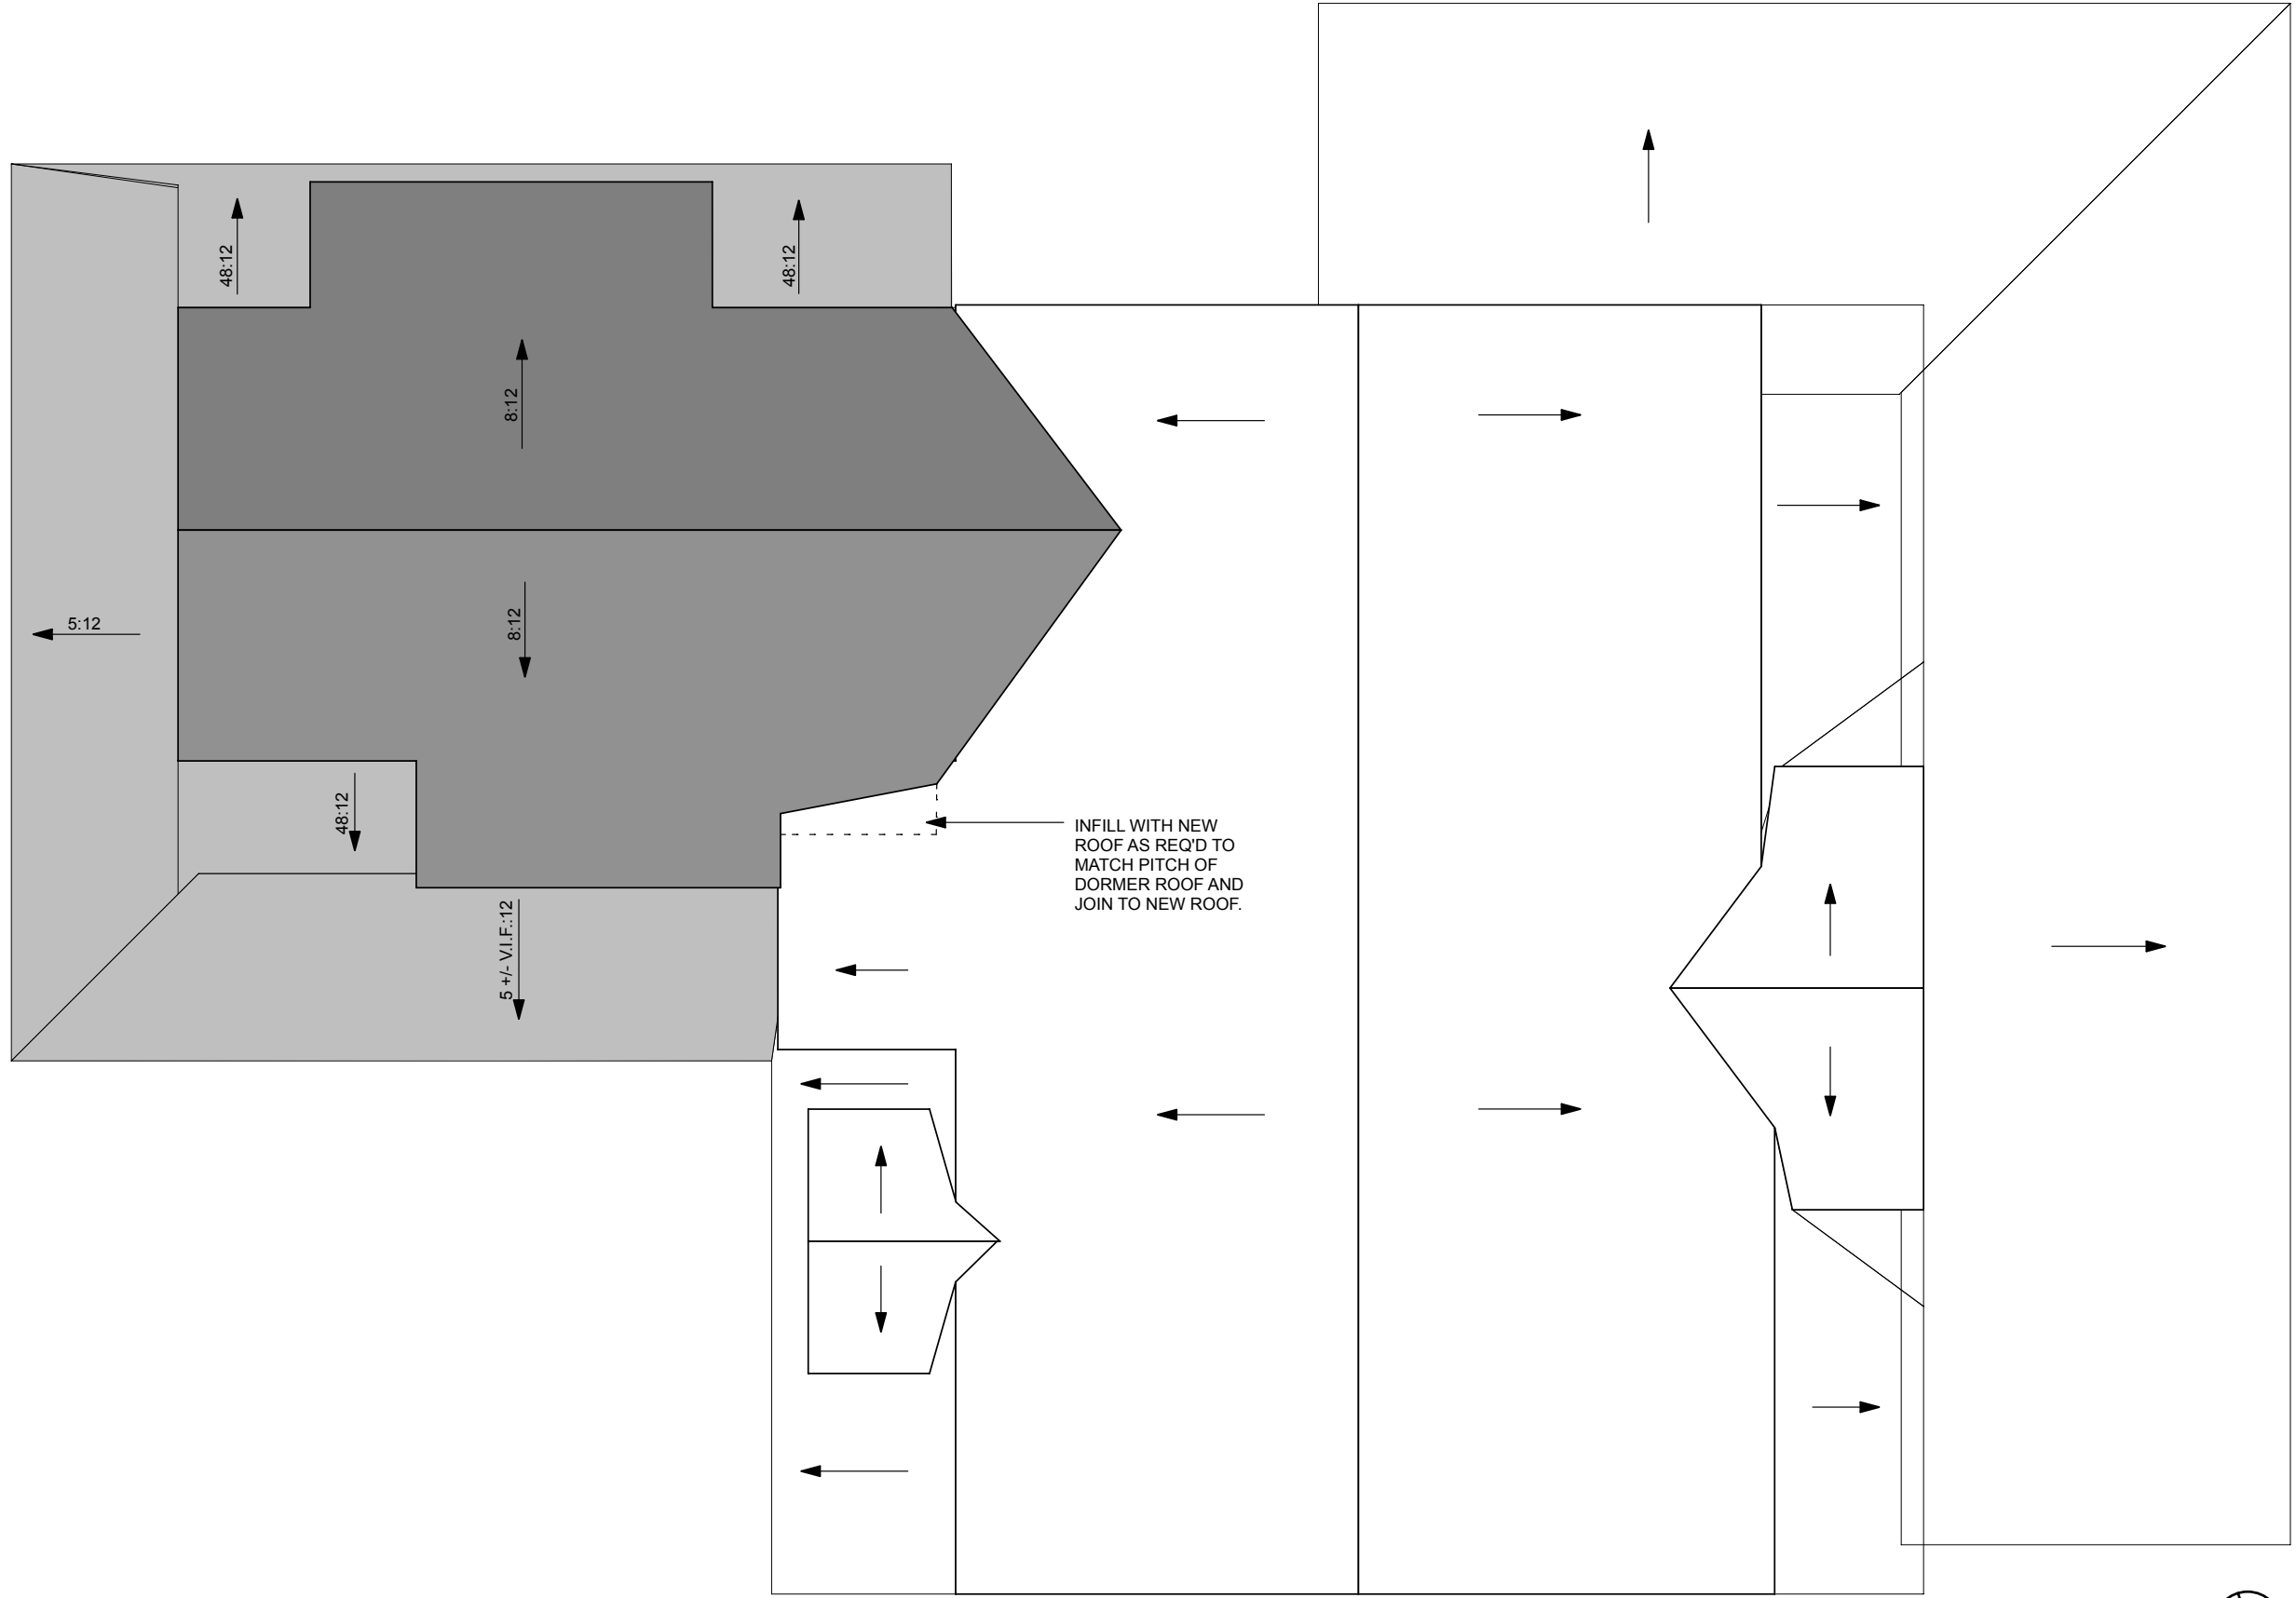 48:12
48:12
8:12
5:12
8:12
48:12
INFILL WITH NEW
ROOF AS REQ'D TO
MATCH PITCH OF
DORMER ROOF AND
JOIN TO NEW ROOF.
5 +/- V.I.F.:12